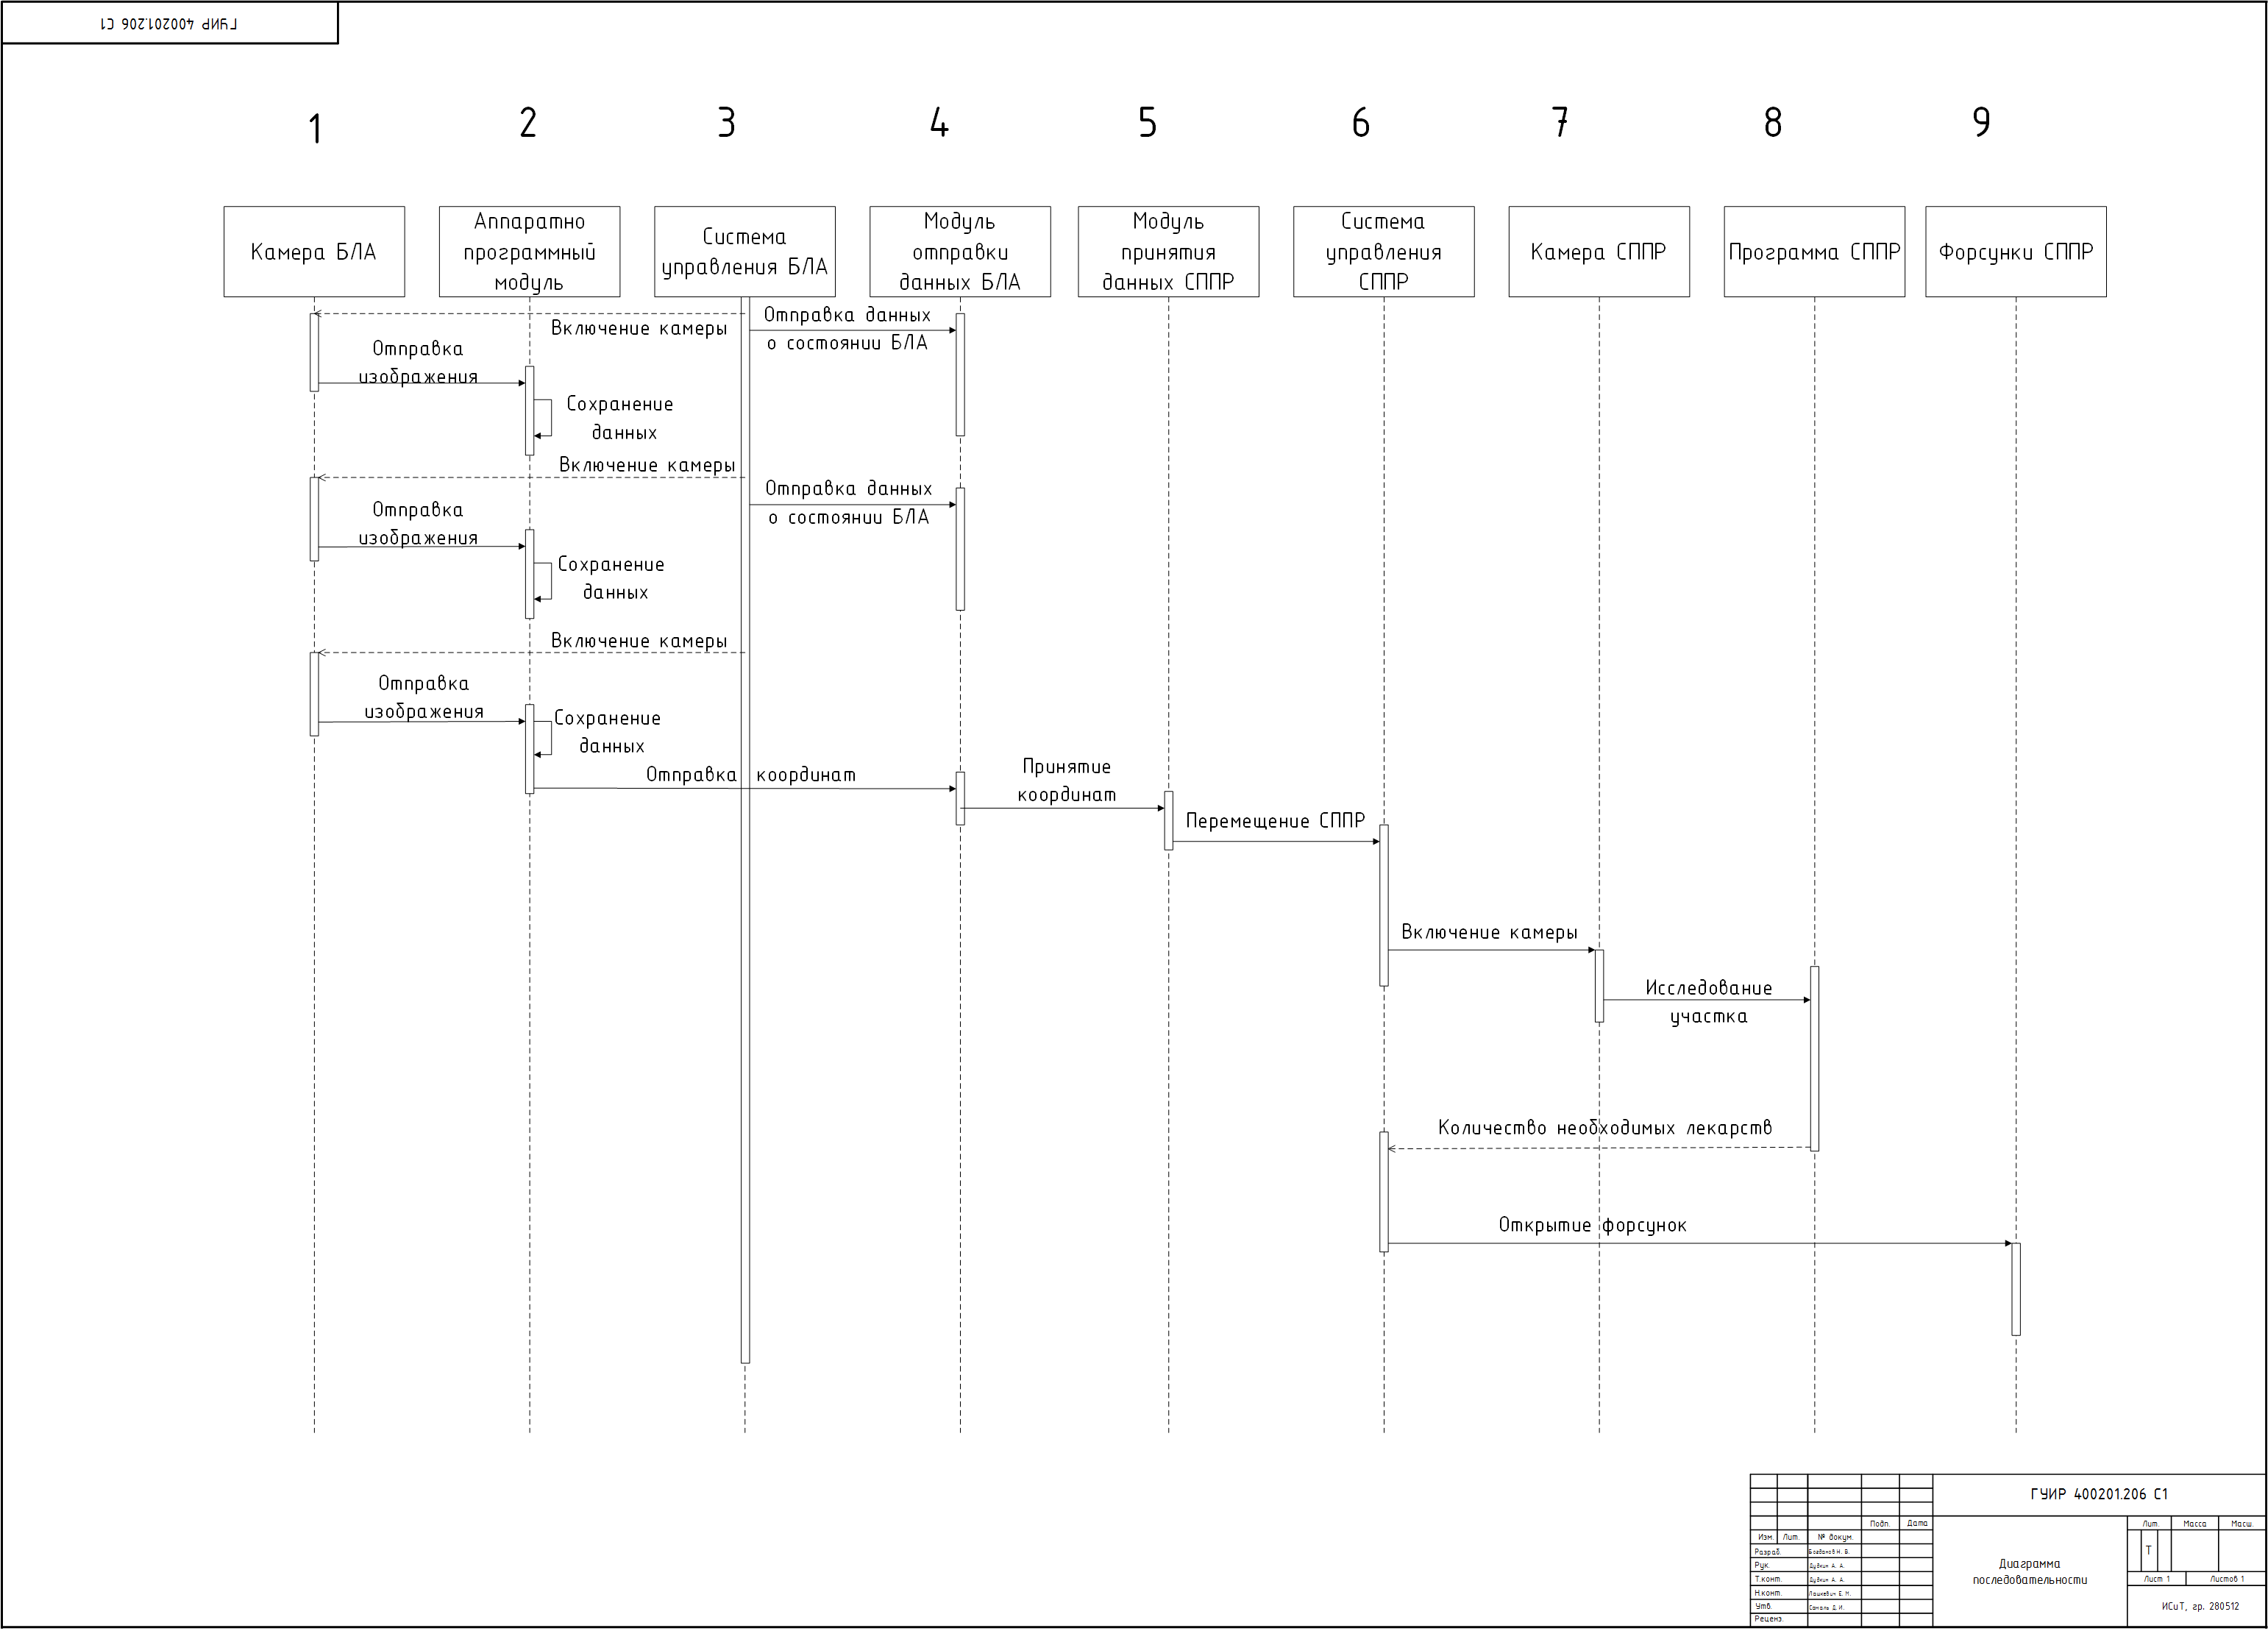 ГУИР 400201.206 С1
1 2 3 4 5 6 7 8 9
Камера БЛА
Аппаратно
программный
модуль
Система
управления БЛА
Модуль
отправки
данных БЛА
Модуль
принятия
данных СППР
Система
управления
СППР
Камера СППР
Программа СППР
Форсунки СППР
Включение камеры
Отправка данных
о состоянии БЛА
Отправка
изображения
Сохранение
данных
Включение камеры
Отправка данных
о состоянии БЛА
Отправка
изображения
Сохранение
данных
Включение камеры
Отправка
изображения
Сохранение
данных
Отправка координат
Принятие
координат
Перемещение СППР
Включение камеры
Исследование
участка
Количество необходимых лекарств
Открытие форсунок
ГУИР 400201.206 С1
Изм. Лит. № докум. Подп. Дата
Разраб. Богданов Н. В.
Рук. Дудкин А. А.
Т.конт. Дудкин А. А.
Н.конт. Лашкевич Е. М.
Утв. Самаль Д. И.
Реценз.
Диаграмма
последовательности
Лит. Масса Масш.
Т
Лист 1 Листов 1
ИСиТ, гр. 280512